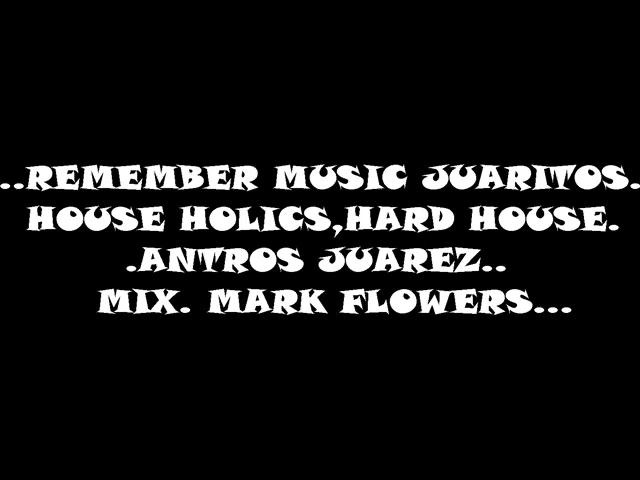 ..REMEMBER MUSIC JUARITOS.
HOUSE HOLICS,HARD HOUSE.
.ANTROS JUAREZ..
MIX. MARK FLOWERS...